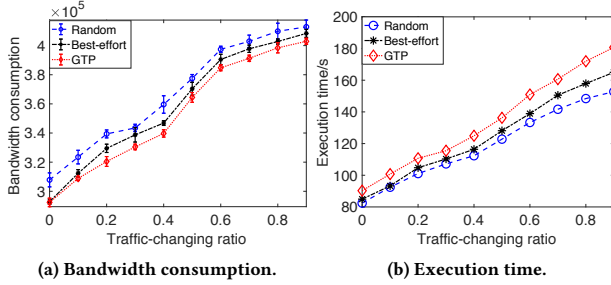 × 10^5
Random
Best-effort
GTP
4
3.8
3.6
3.4
3.2
3
0 0.2 0.4 0.6 0.8
Bandwidth consumption
Traffic-changing ratio
(a) Bandwidth consumption.
200
180
160
140
120
100
80
Random
Best-effort
GTP
0 0.2 0.4 0.6 0.8
Execution time/s
Traffic-changing ratio
(b) Execution time.